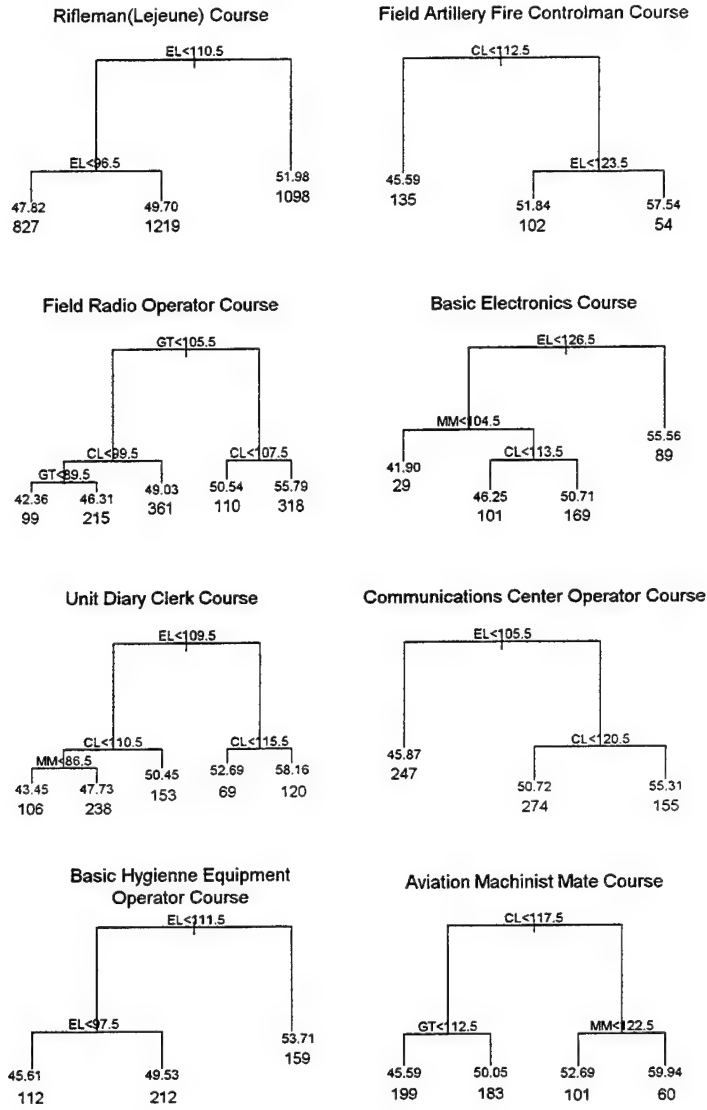 Rifleman(Lejeune) Course
EL<110.5
EL<96.5
47.82
827
49.70
1219
51.98
1098
Field Artillery Fire Controlman Course
CL<112.5
45.59
135
EL<123.5
51.84
102
57.54
54
Field Radio Operator Course
GT<105.5
CL<99.5
GT<89.5
42.36
99
46.31
215
49.03
361
CL<107.5
50.54
110
55.79
318
Basic Electronics Course
EL<126.5
MM<104.5
41.90
29
CL<113.5
46.25
101
50.71
169
55.56
89
Unit Diary Clerk Course
EL<109.5
CL<110.5
MM<86.5
43.45
106
47.73
238
50.45
153
CL<115.5
52.69
69
58.16
120
Communications Center Operator Course
EL<105.5
45.87
247
CL<120.5
50.72
274
55.31
155
Basic Hygienne Equipment
Operator Course
EL<111.5
EL<97.5
45.61
112
49.53
212
53.71
159
Aviation Machinist Mate Course
CL<117.5
GT<112.5
45.59
199
50.05
183
MM<122.5
52.69
101
59.94
60